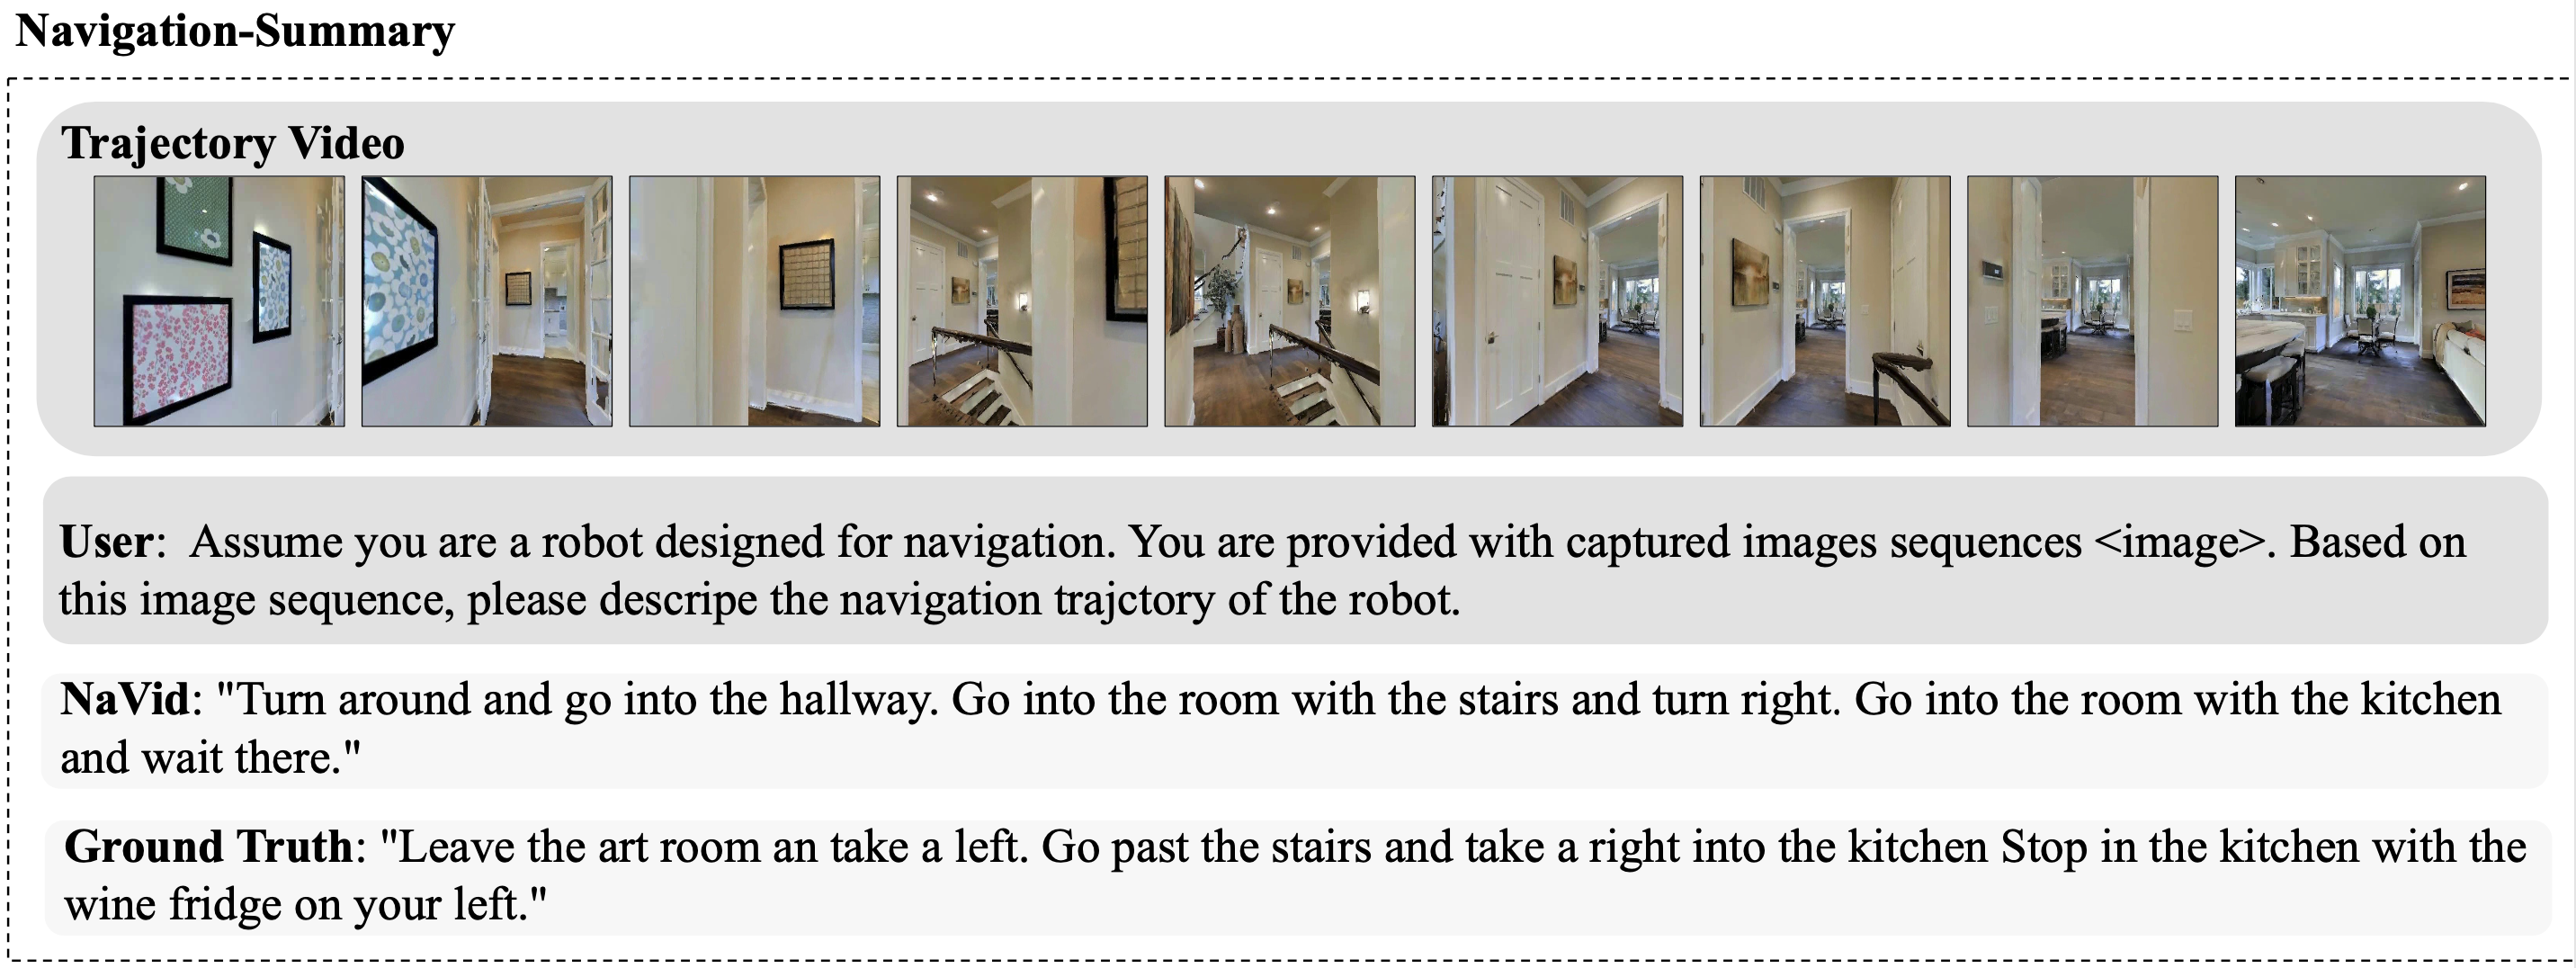 Navigation-Summary
Trajectory Video
User:  Assume you are a robot designed for navigation. You are provided with captured images sequences <image>. Based on
this image sequence, please descripe the navigation trajctory of the robot.
NaVid: "Turn around and go into the hallway. Go into the room with the stairs and turn right. Go into the room with the kitchen
and wait there."
Ground Truth: "Leave the art room an take a left. Go past the stairs and take a right into the kitchen Stop in the kitchen with the
wine fridge on your left."